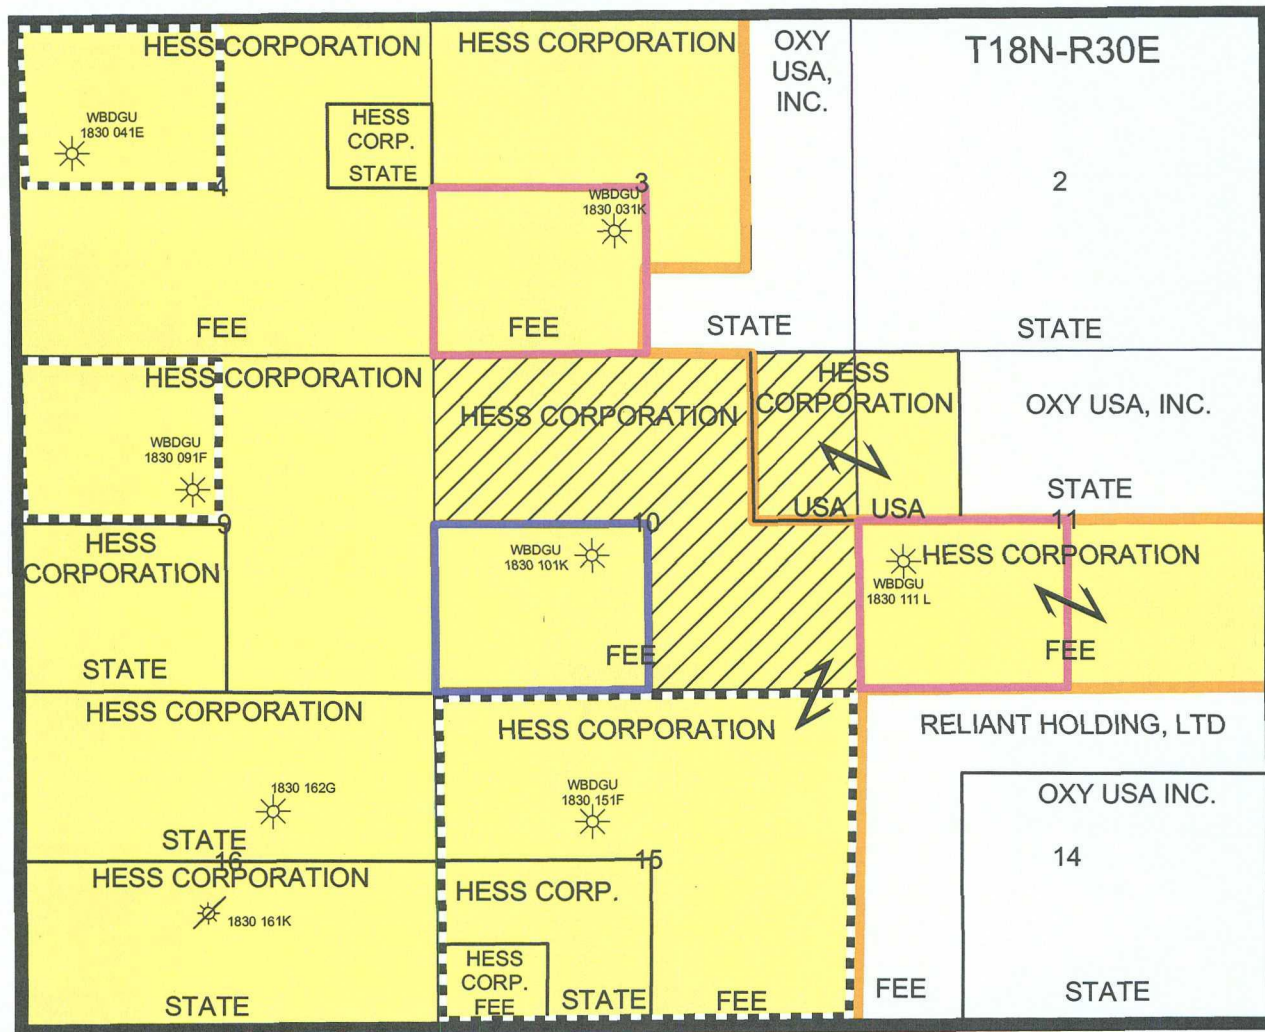 HESS CORPORATION
HESS CORPORATION
OXY
USA,
INC.
T18N-R30E
WBDGU
1830 041E
HESS
CORP.
STATE
4
3
2
WBDGU
1830 031K
FEE
FEE
STATE
STATE
HESS CORPORATION
HESS CORPORATION
HESS
CORPORATION
OXY USA, INC.
WBDGU
1830 091F
USA
USA
STATE
9
10
11
HESS
CORPORATION
STATE
WBDGU
1830 101K
FEE
HESS CORPORATION
WBDGU
1830 111 L
FEE
HESS CORPORATION
1830 162G
STATE
16
HESS CORPORATION
WBDGU
1830 151F
15
RELIANT HOLDING, LTD
OXY USA INC.
14
HESS CORPORATION
1830 161K
STATE
HESS CORP.
HESS
CORP.
FEE
STATE
FEE
FEE
STATE